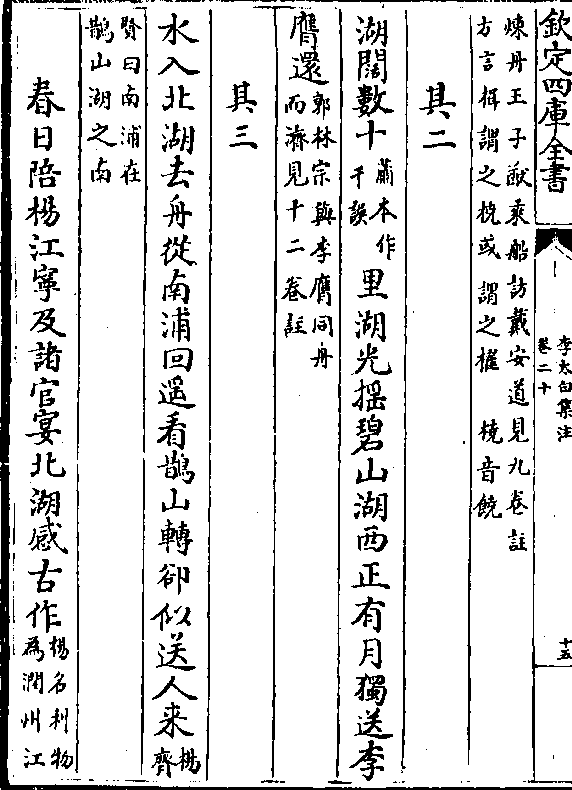 欽定四庫全書
李太白集注
卷二十
十五
煉丹王子猷乘船訪戴安道見九卷註
方言楫謂之橈或謂之櫂　橈音饒
其二
湖闊數十蕭本作千誤里湖光揺碧山湖西正有月獨送李
膺還郭林宗與李膺同舟而濟見十二卷註
其三
水入北湖去舟從南浦回遥看鵲山轉卻似送人来楊齊
賢曰南浦在
鵲山湖之南
春日陪楊江寧及諸官宴北湖感古作楊名利物為潤州江